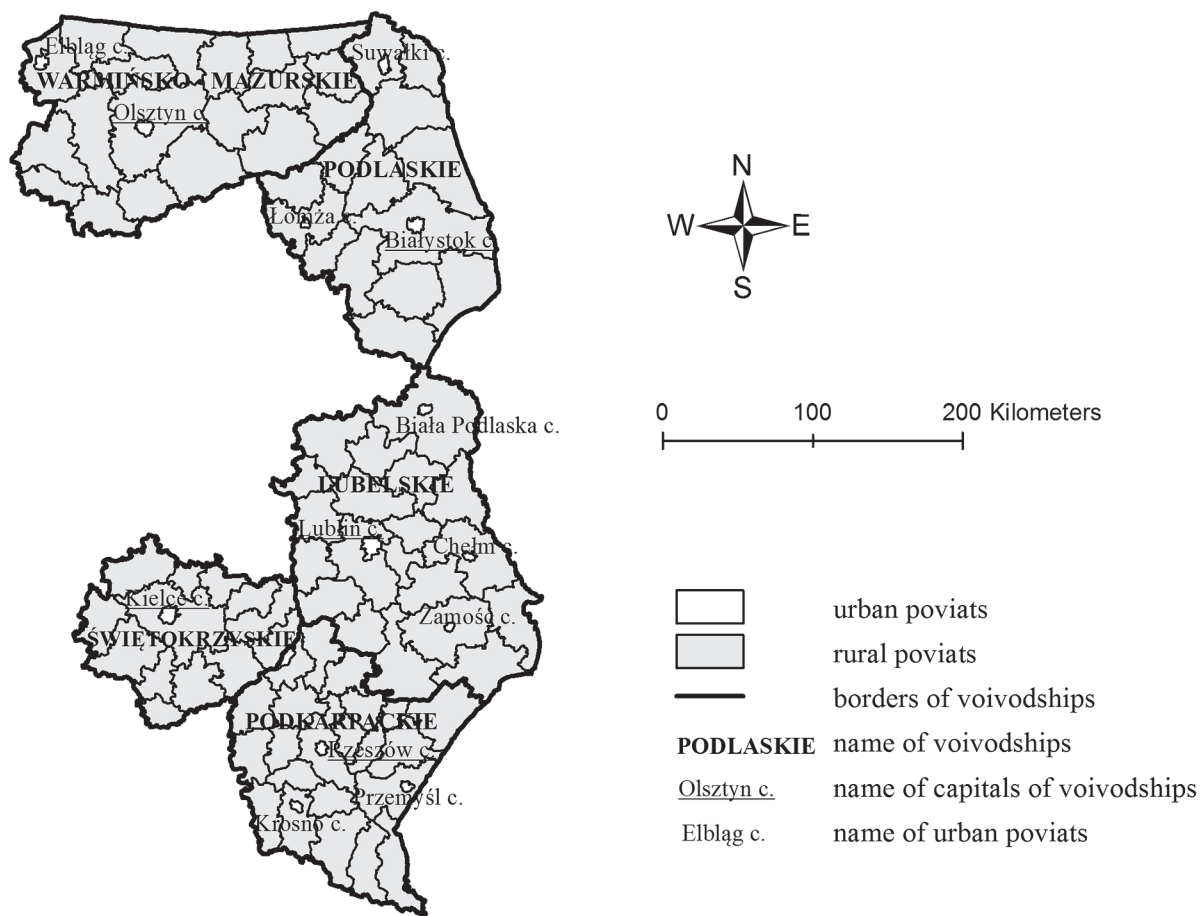 Elbląg c.
Suwałki c.
WARMIŃSKO - MAZURSKIE
Olsztyn c.
PODLASKIE
Łomża c.
Białystok c.
N
W E
S
Biała Podlaska c.
0 100 200 Kilometers
LUBELSKIE
Lublin c.
Chełm c.
Kielce c.
Zamość c.
ŚWIĘTOKRZYSKIE
PODKARPACKIE
Rzeszów c.
Przemyśl c.
Krosno c.
urban poviats
rural poviats
borders of voivodships
PODLASKIE name of voivodships
Olsztyn c. name of capitals of voivodships
Elbląg c. name of urban poviats